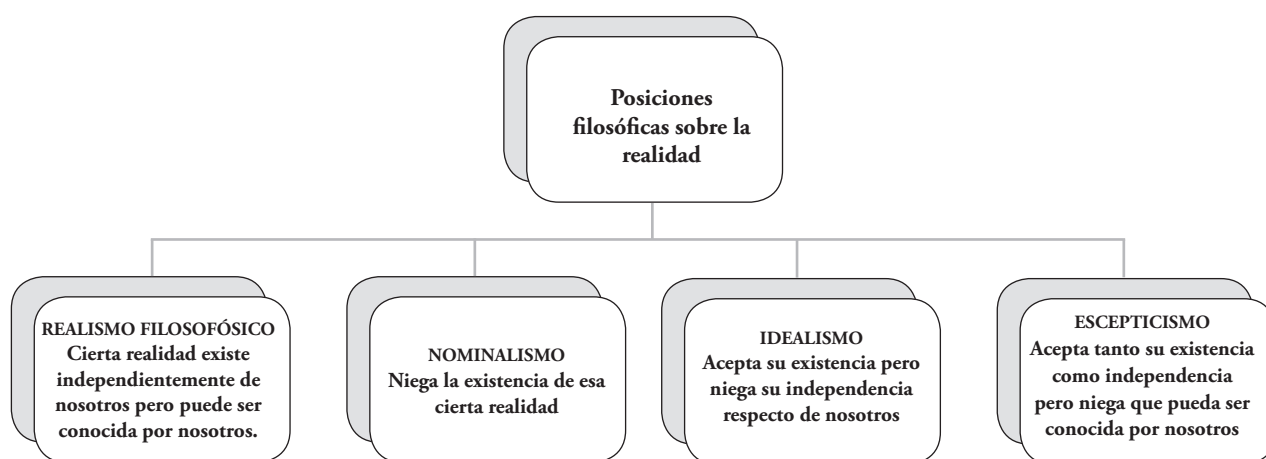 Posiciones
filosóficas sobre la
realidad
REALISMO FILOSOFÓSICO
Cierta realidad existe
independientemente de
nosotros pero puede ser
conocida por nosotros.
NOMINALISMO
Niega la existencia de esa
cierta realidad
IDEALISMO
Acepta su existencia pero
niega su independencia
respecto de nosotros
ESCEPTICISMO
Acepta tanto su existencia
como independencia
pero niega que pueda ser
conocida por nosotros